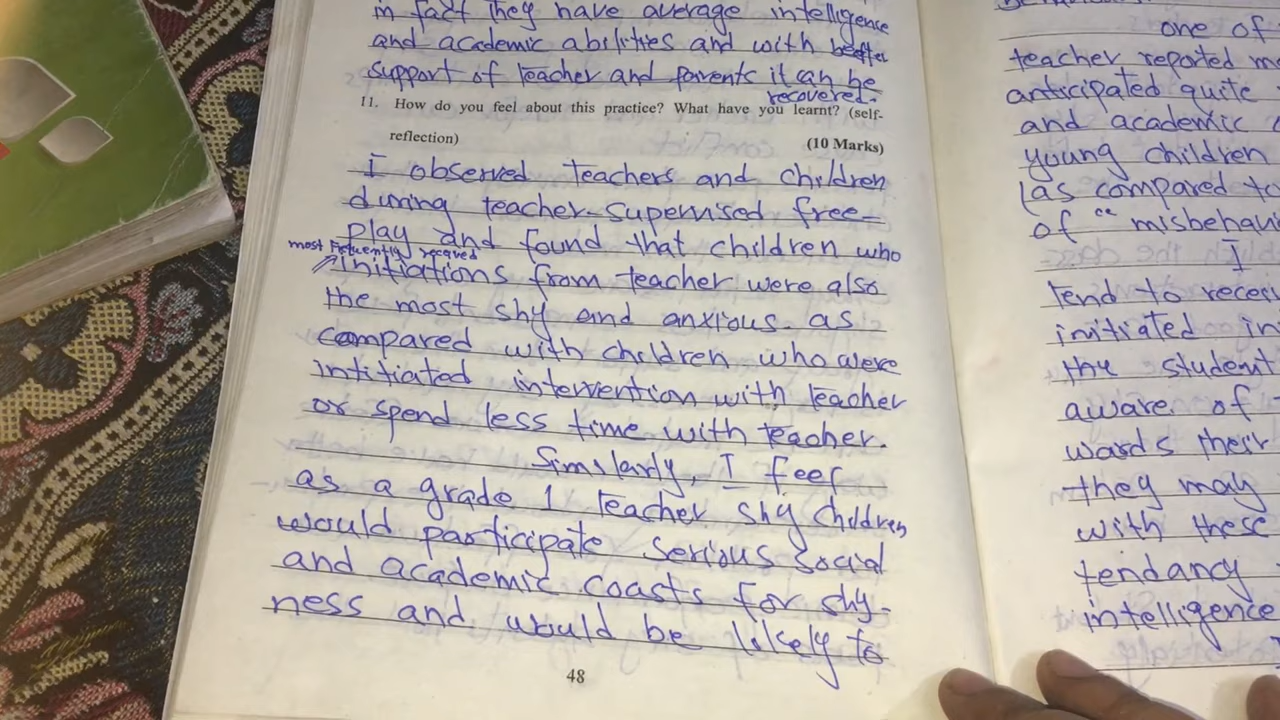 in fact they have average intelligence
and academic abilities and with better
support of teacher and parents it can be
recovered.
11. How do you feel about this practice? What have you learnt? (self-
reflection)
(10 Marks)
I observed teachers and children
during teacher-supervised free-
play and found that children who
most frequently received
initiations from teacher were also
the most shy and anxious as
compared with children who were
intitiated intervention with teacher
or spend less time with teacher.
Similarly, I feel
as a grade 1 teacher shy children
would participate serious social
and academic coasts for shy-
ness and would be likely to
48
one of
teacher reported
anticipated quite
and academic
young children
(as compared to
of "misbehavi
I
tend to recei
initiated in
the student
aware of
wards their
they may
with these
tendancy
intelligence